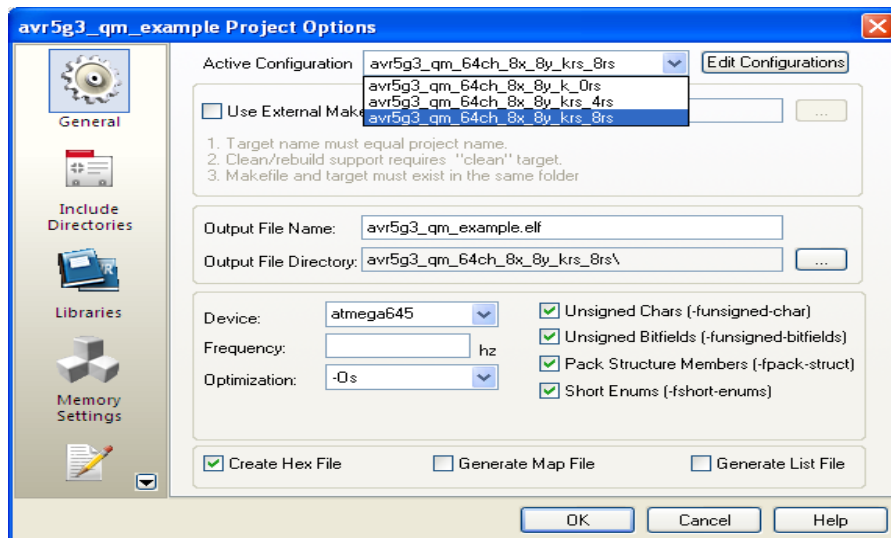 avr5g3_qm_example Project Options
Active Configuration avr5g3_qm_64ch_8x_8y_krs_8rs Edit Configurations
avr5g3_qm_64ch_8x_8y_k_0rs
avr5g3_qm_64ch_8x_8y_krs_4rs
avr5g3_qm_64ch_8x_8y_krs_8rs
General
Use External Make
...
1. Target name must equal project name.
2. Clean/rebuild support requires "clean" target.
3. Makefile and target must exist in the same folder
Include
Directories
Output File Name: avr5g3_qm_example.elf
Output File Directory: avr5g3_qm_64ch_8x_8y_krs_8rs\ ...
Libraries
Device: atmega645
Frequency: hz
Optimization: -Os
Unsigned Chars (-funsigned-char)
Unsigned Bitfields (-funsigned-bitfields)
Pack Structure Members (-fpack-struct)
Short Enums (-fshort-enums)
Memory
Settings
Create Hex File Generate Map File Generate List File
OK Cancel Help